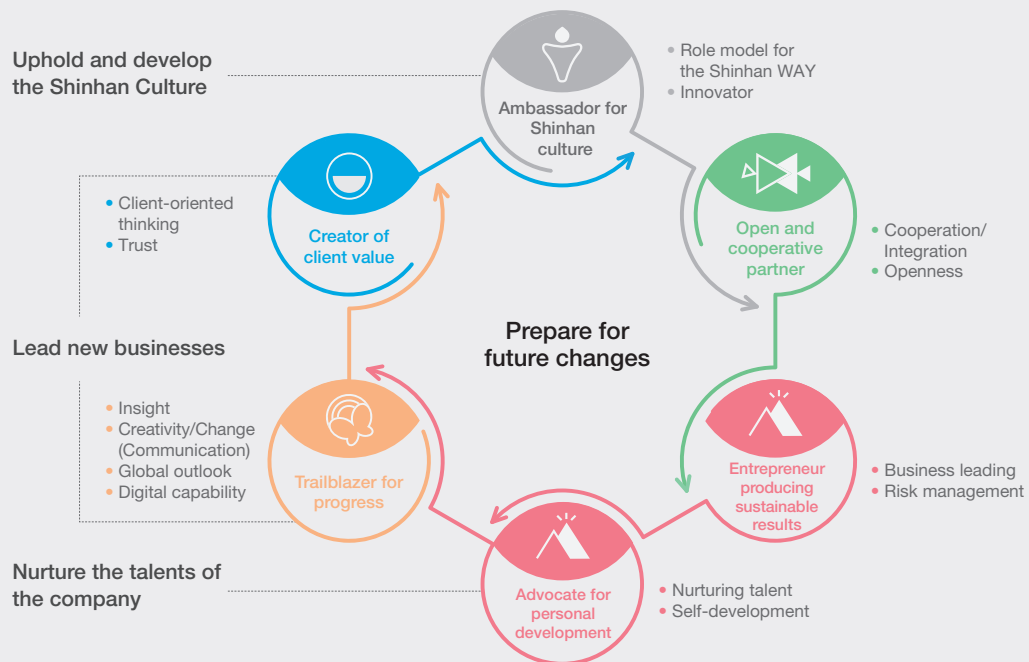 Uphold and develop
the Shinhan Culture
Ambassador for
Shinhan
culture
• Role model for
the Shinhan WAY
• Innovator
• Client-oriented
thinking
• Trust
Creator of
client value
Open and
cooperative
partner
• Cooperation/
Integration
• Openness
Prepare for
future changes
Lead new businesses
• Insight
• Creativity/Change
(Communication)
• Global outlook
• Digital capability
Trailblazer for
progress
Entrepreneur
producing
sustainable
results
• Business leading
• Risk management
Nurture the talents of
the company
Advocate for
personal
development
• Nurturing talent
• Self-development